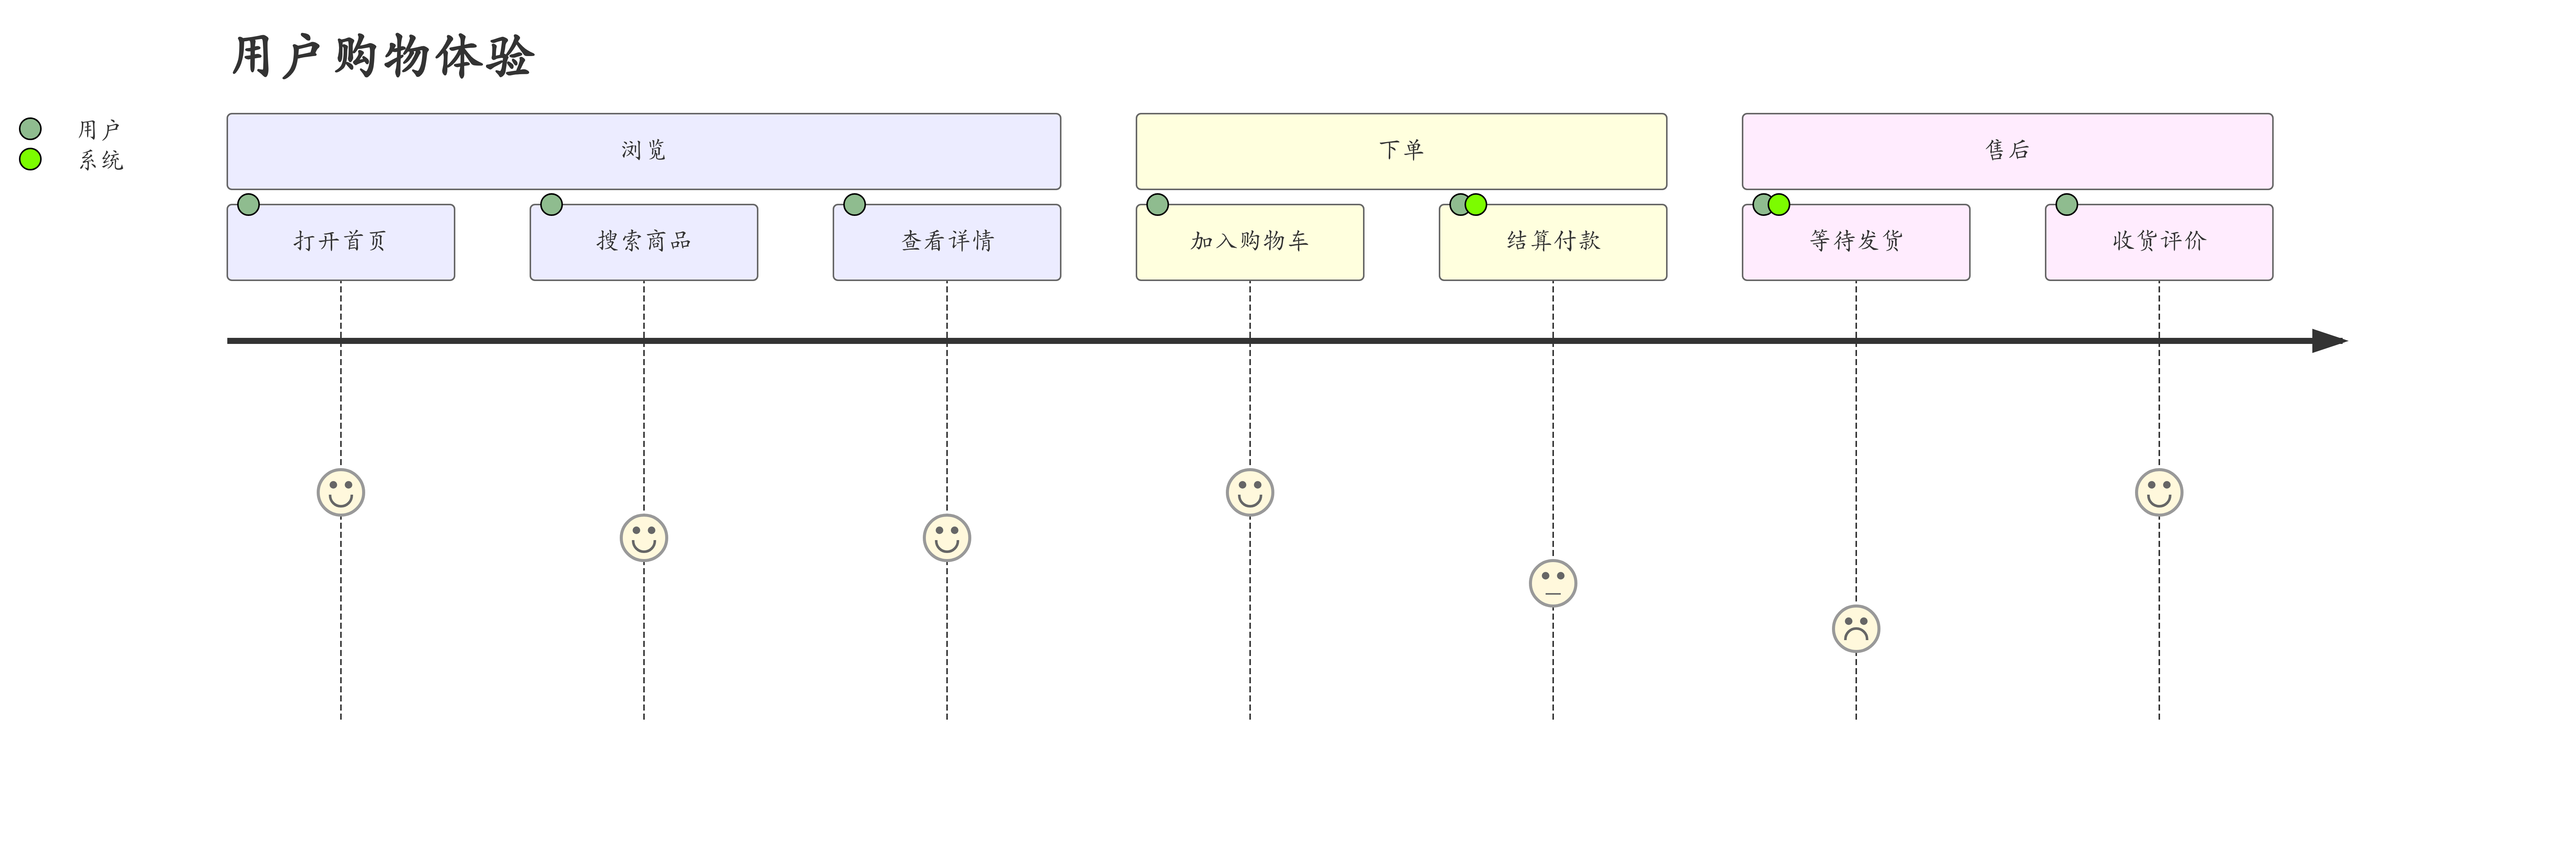 用户购物体验
用户
系统
浏览
下单
售后
打开首页
搜索商品
查看详情
加入购物车
结算付款
等待发货
收货评价